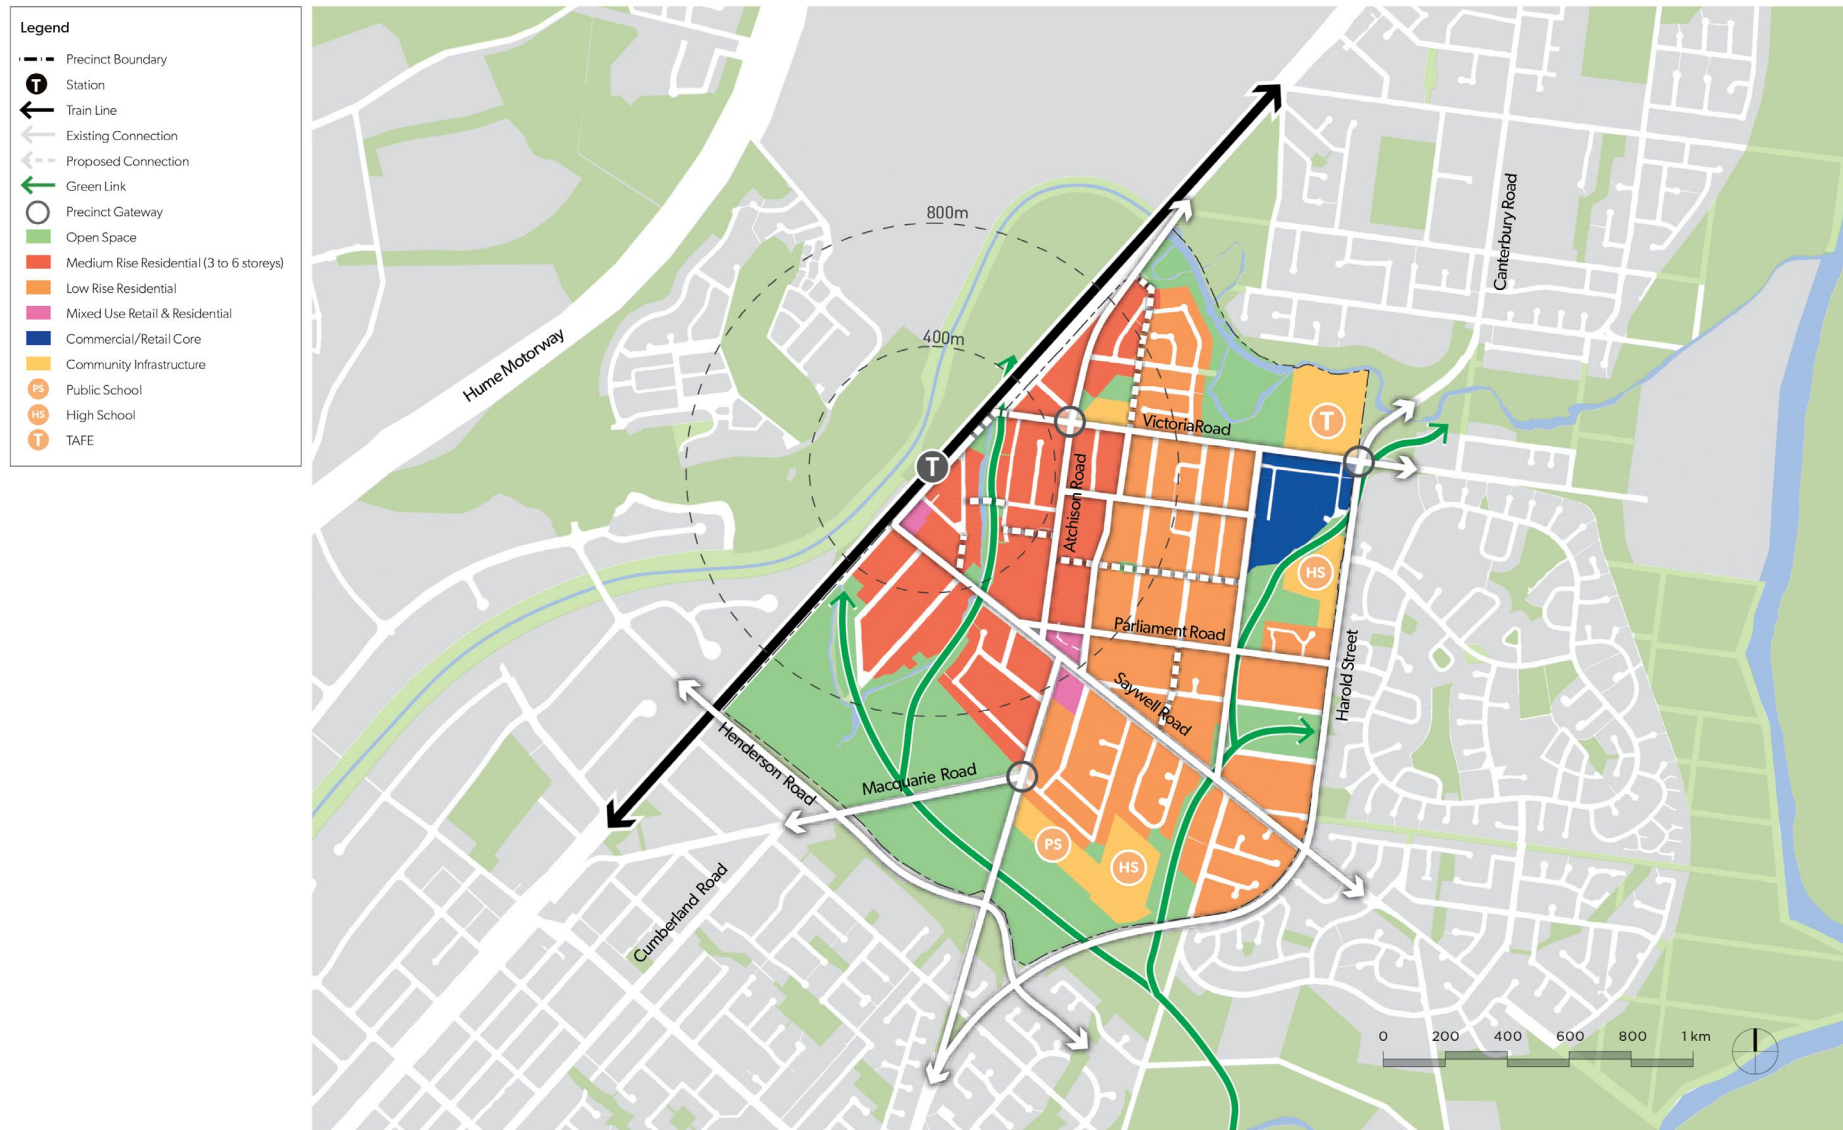 Legend
Precinct Boundary
T
Station
Train Line
Existing Connection
Proposed Connection
Green Link
Precinct Gateway
Open Space
Medium Rise Residential (3 to 6 storeys)
Low Rise Residential
Mixed Use Retail & Residential
Commercial/Retail Core
Community Infrastructure
PS
Public School
HS
High School
T
TAFE
800m
400m
Hume Motorway
Canterbury Road
T
T
VictoriaRoad
Atchison Road
HS
Parliament Road
Harold Street
Saywell Road
Henderson Road
Macquarie Road
PS
HS
Cumberland Road
0 200 400 600 800 1 km